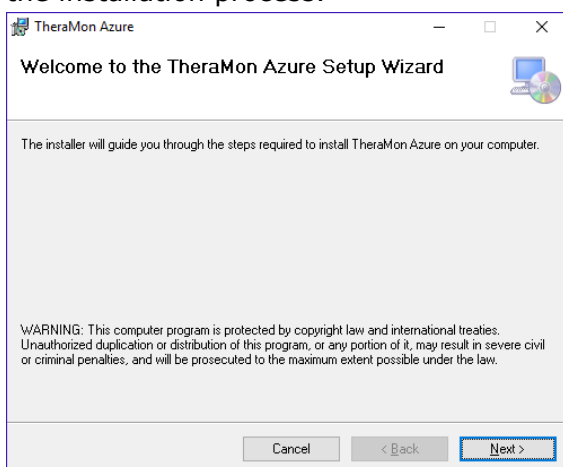 the installation process.
TheraMon Azure
Welcome to the TheraMon Azure Setup Wizard
The installer will guide you through the steps required to install TheraMon Azure on your computer.
WARNING: This computer program is protected by copyright law and international treaties.
Unauthorized duplication or distribution of this program, or any portion of it, may result in severe civil
or criminal penalties, and will be prosecuted to the maximum extent possible under the law.
Cancel < Back Next >